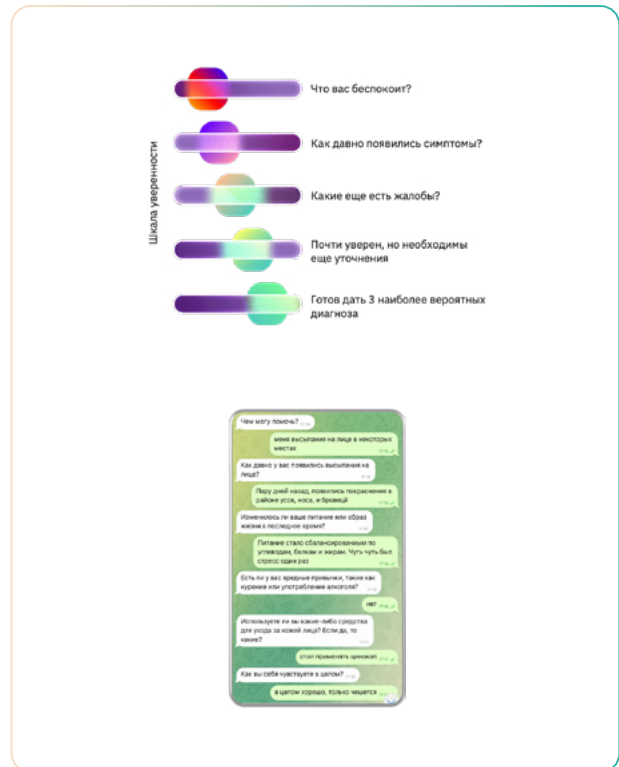 Шкала уверенности
Что вас беспокоит?
Как давно появились симптомы?
Какие еще есть жалобы?
Почти уверен, но необходимы
еще уточнения
Готов дать 3 наиболее вероятных
диагноза
Чем могу помочь?
меня высыпания на лице в некоторых
местах
Как давно у вас появились высыпания на
лице?
Пару дней назад, появились покраснения в
районе усов, носа, и бровей
Изменилось ли ваше питание или образ
жизни в последнее время?
Питание стало сбалансированным по
углеводам, белкам и жирам. Чуть чуть был
стресс один раз
Есть ли у вас вредные привычки, такие как
курение или употребление алкоголя?
нет
Используете ли вы какие-либо средства
для ухода за кожей лица? Если да, то
какие?
стал применять цинокап
Как вы себя чувствуете в целом?
в целом хорошо, только чешется